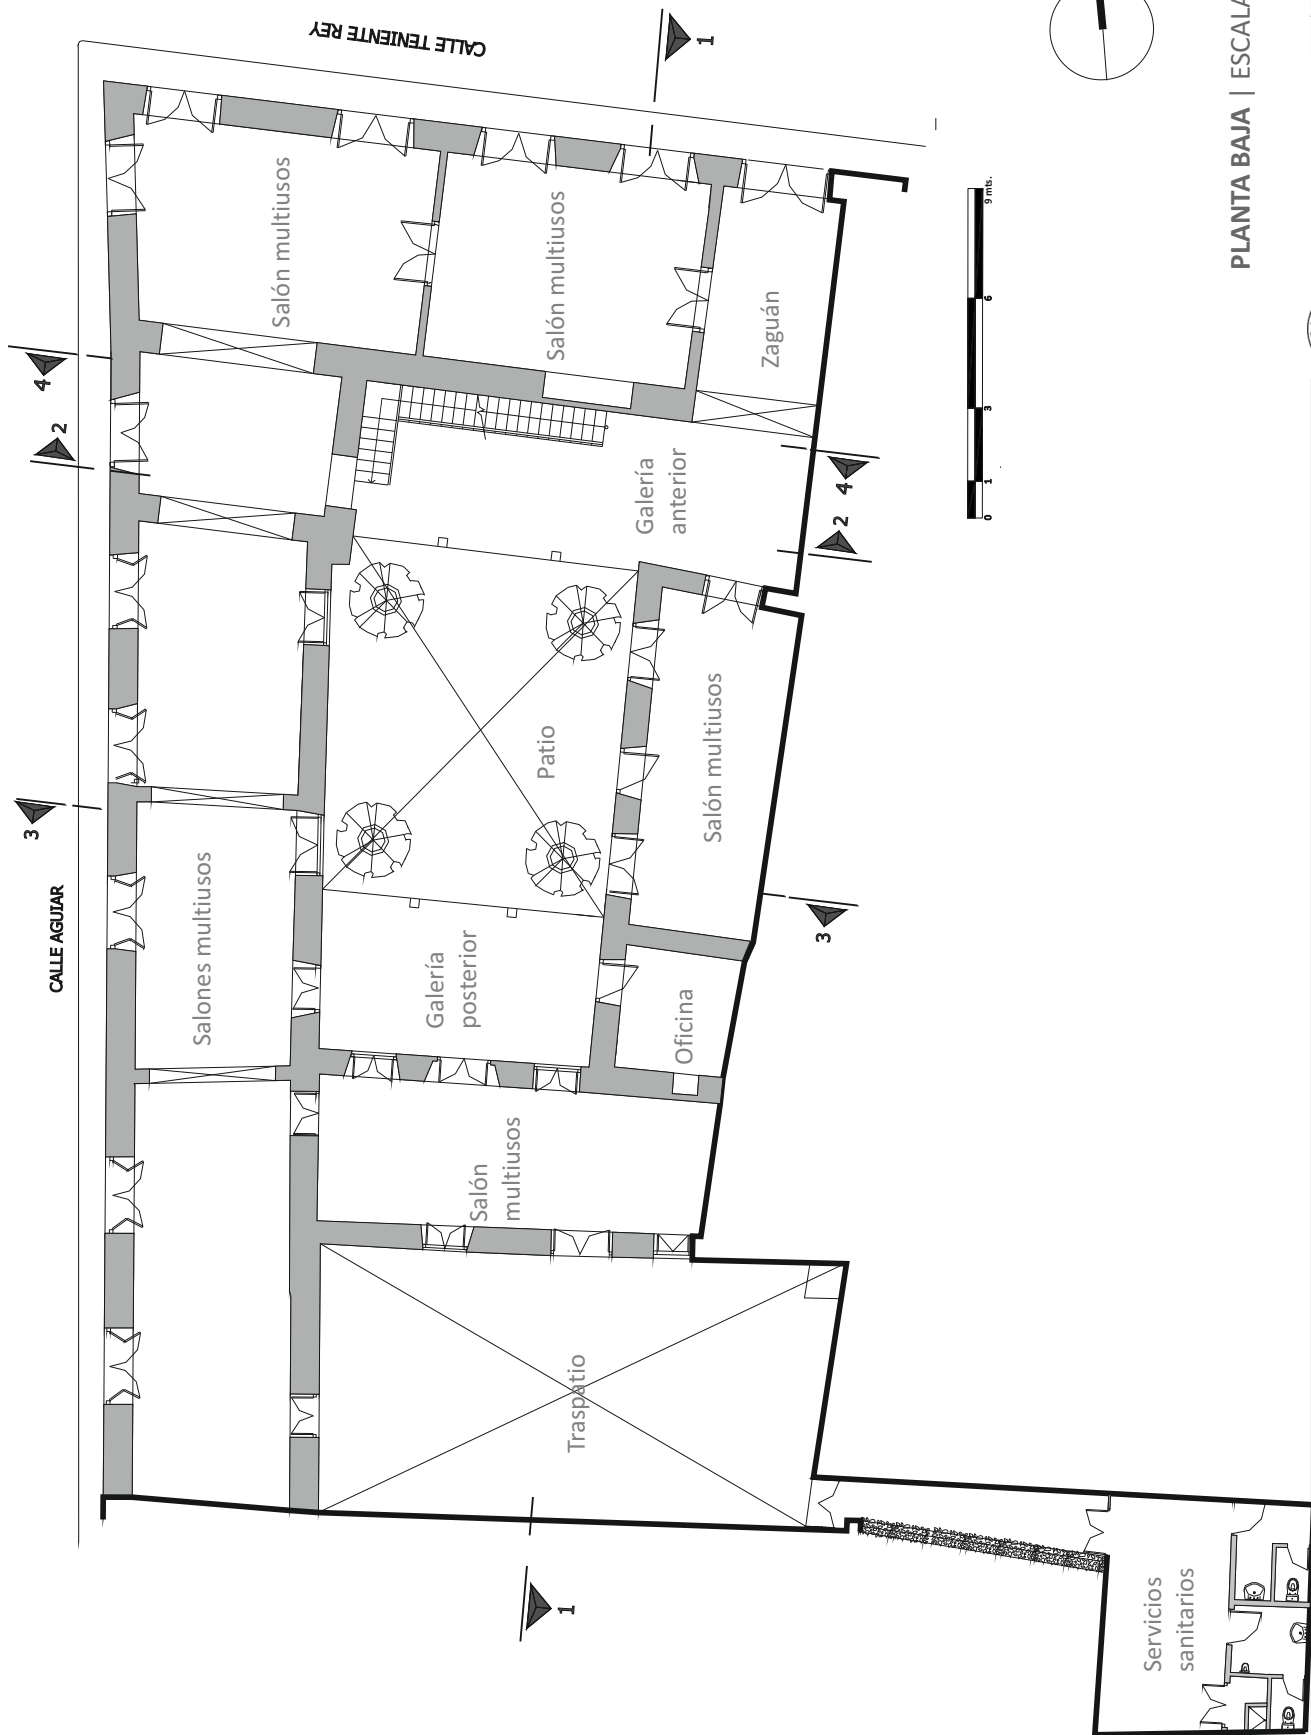 CALLE TENIENTE REY
1
Salón multiusos
Salón multiusos
Zaguán
4
2
Galería
anterior
4
2
Patio
Salón multiusos
3
CALLE AGUIAR
Salones multiusos
Galería
posterior
Oficina
3
Salón
multiusos
Traspatio
1
Servicios
sanitarios
0 1 3 6 9 mts.
PLANTA BAJA | ESCALA